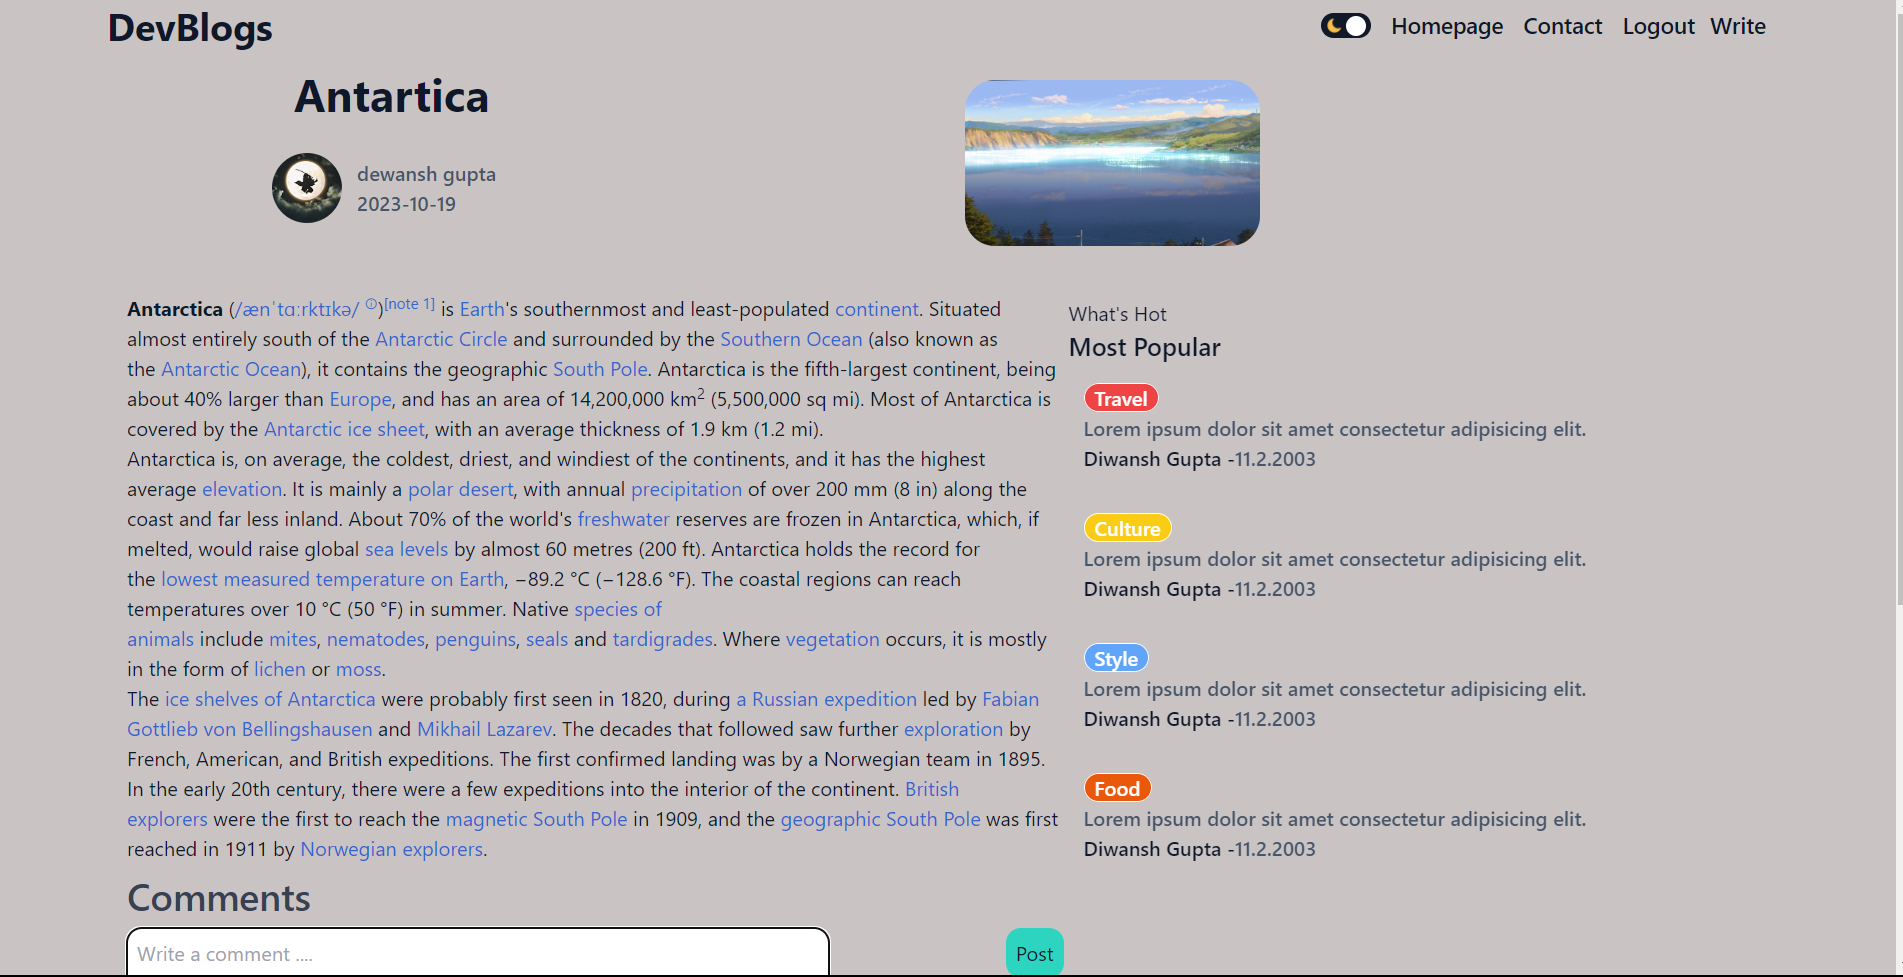 DevBlogs
Homepage Contact Logout Write
Antartica
dewansh gupta
2023-10-19
Antarctica (/ænˈtɑːrktɪkə/ ⓘ)[note 1] is Earth's southernmost and least-populated continent. Situated
almost entirely south of the Antarctic Circle and surrounded by the Southern Ocean (also known as
the Antarctic Ocean), it contains the geographic South Pole. Antarctica is the fifth-largest continent, being
about 40% larger than Europe, and has an area of 14,200,000 km² (5,500,000 sq mi). Most of Antarctica is
covered by the Antarctic ice sheet, with an average thickness of 1.9 km (1.2 mi).
Antarctica is, on average, the coldest, driest, and windiest of the continents, and it has the highest
average elevation. It is mainly a polar desert, with annual precipitation of over 200 mm (8 in) along the
coast and far less inland. About 70% of the world's freshwater reserves are frozen in Antarctica, which, if
melted, would raise global sea levels by almost 60 metres (200 ft). Antarctica holds the record for
the lowest measured temperature on Earth, −89.2 °C (−128.6 °F). The coastal regions can reach
temperatures over 10 °C (50 °F) in summer. Native species of
animals include mites, nematodes, penguins, seals and tardigrades. Where vegetation occurs, it is mostly
in the form of lichen or moss.
The ice shelves of Antarctica were probably first seen in 1820, during a Russian expedition led by Fabian
Gottlieb von Bellingshausen and Mikhail Lazarev. The decades that followed saw further exploration by
French, American, and British expeditions. The first confirmed landing was by a Norwegian team in 1895.
In the early 20th century, there were a few expeditions into the interior of the continent. British
explorers were the first to reach the magnetic South Pole in 1909, and the geographic South Pole was first
reached in 1911 by Norwegian explorers.
Comments
Write a comment ....
Post
What's Hot
Most Popular
Travel
Lorem ipsum dolor sit amet consectetur adipisicing elit.
Diwansh Gupta -11.2.2003
Culture
Lorem ipsum dolor sit amet consectetur adipisicing elit.
Diwansh Gupta -11.2.2003
Style
Lorem ipsum dolor sit amet consectetur adipisicing elit.
Diwansh Gupta -11.2.2003
Food
Lorem ipsum dolor sit amet consectetur adipisicing elit.
Diwansh Gupta -11.2.2003